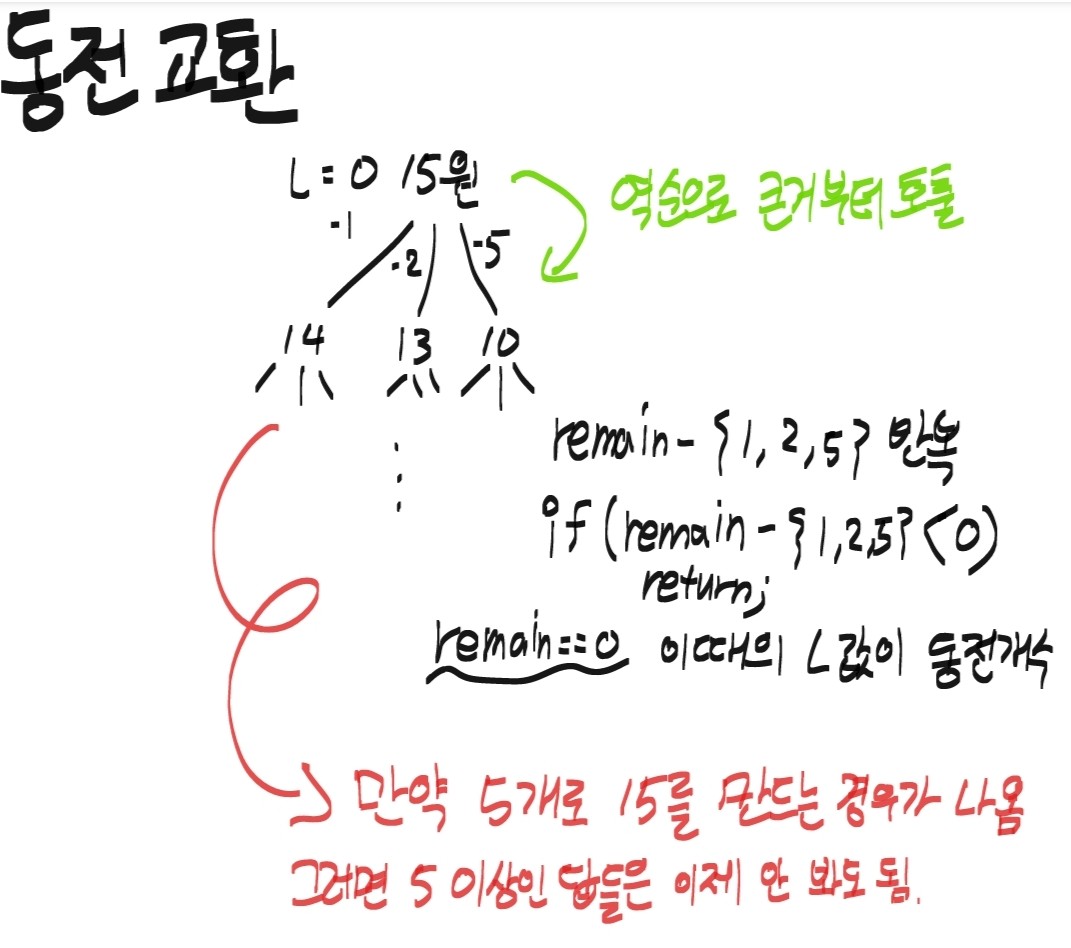 동전 교환
L=0 15원
역순으로 큰거부터 모톨
-1 -2 -5
14 13 10
remain-{1,2,5} 반복
if(remain-{1,2,5}<0)
return;
remain==0 이때의 L값이 동전개수
만약 5개로 15를 만드는 경우가 나옴
그러면 5 이상인 답들은 이제 안 봐도 됨.